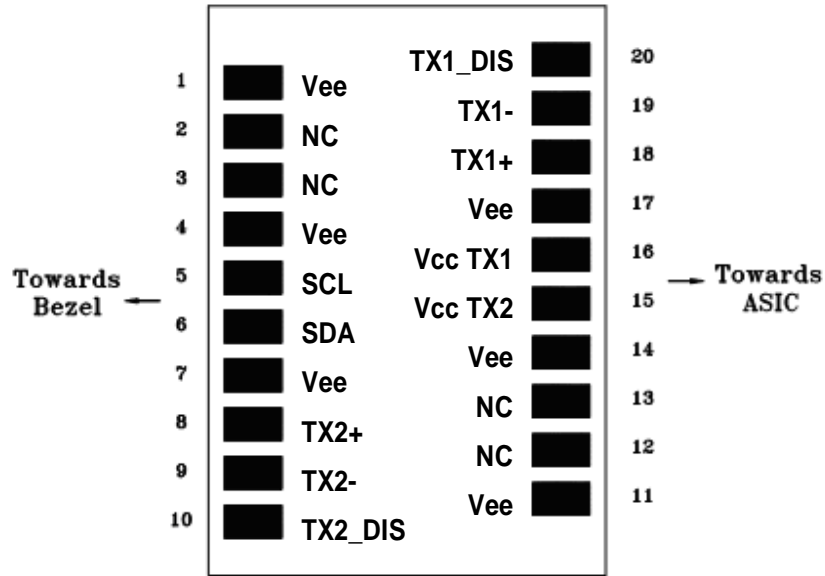 TX1_DIS 20
1 Vee
TX1- 19
2 NC
TX1+ 18
3 NC
Vee 17
4 Vee
Vcc TX1 16
5 SCL
Towards
Bezel
Towards
ASIC
Vcc TX2 15
6 SDA
Vee 14
7 Vee
NC 13
8 TX2+
NC 12
9 TX2-
Vee 11
10 TX2_DIS